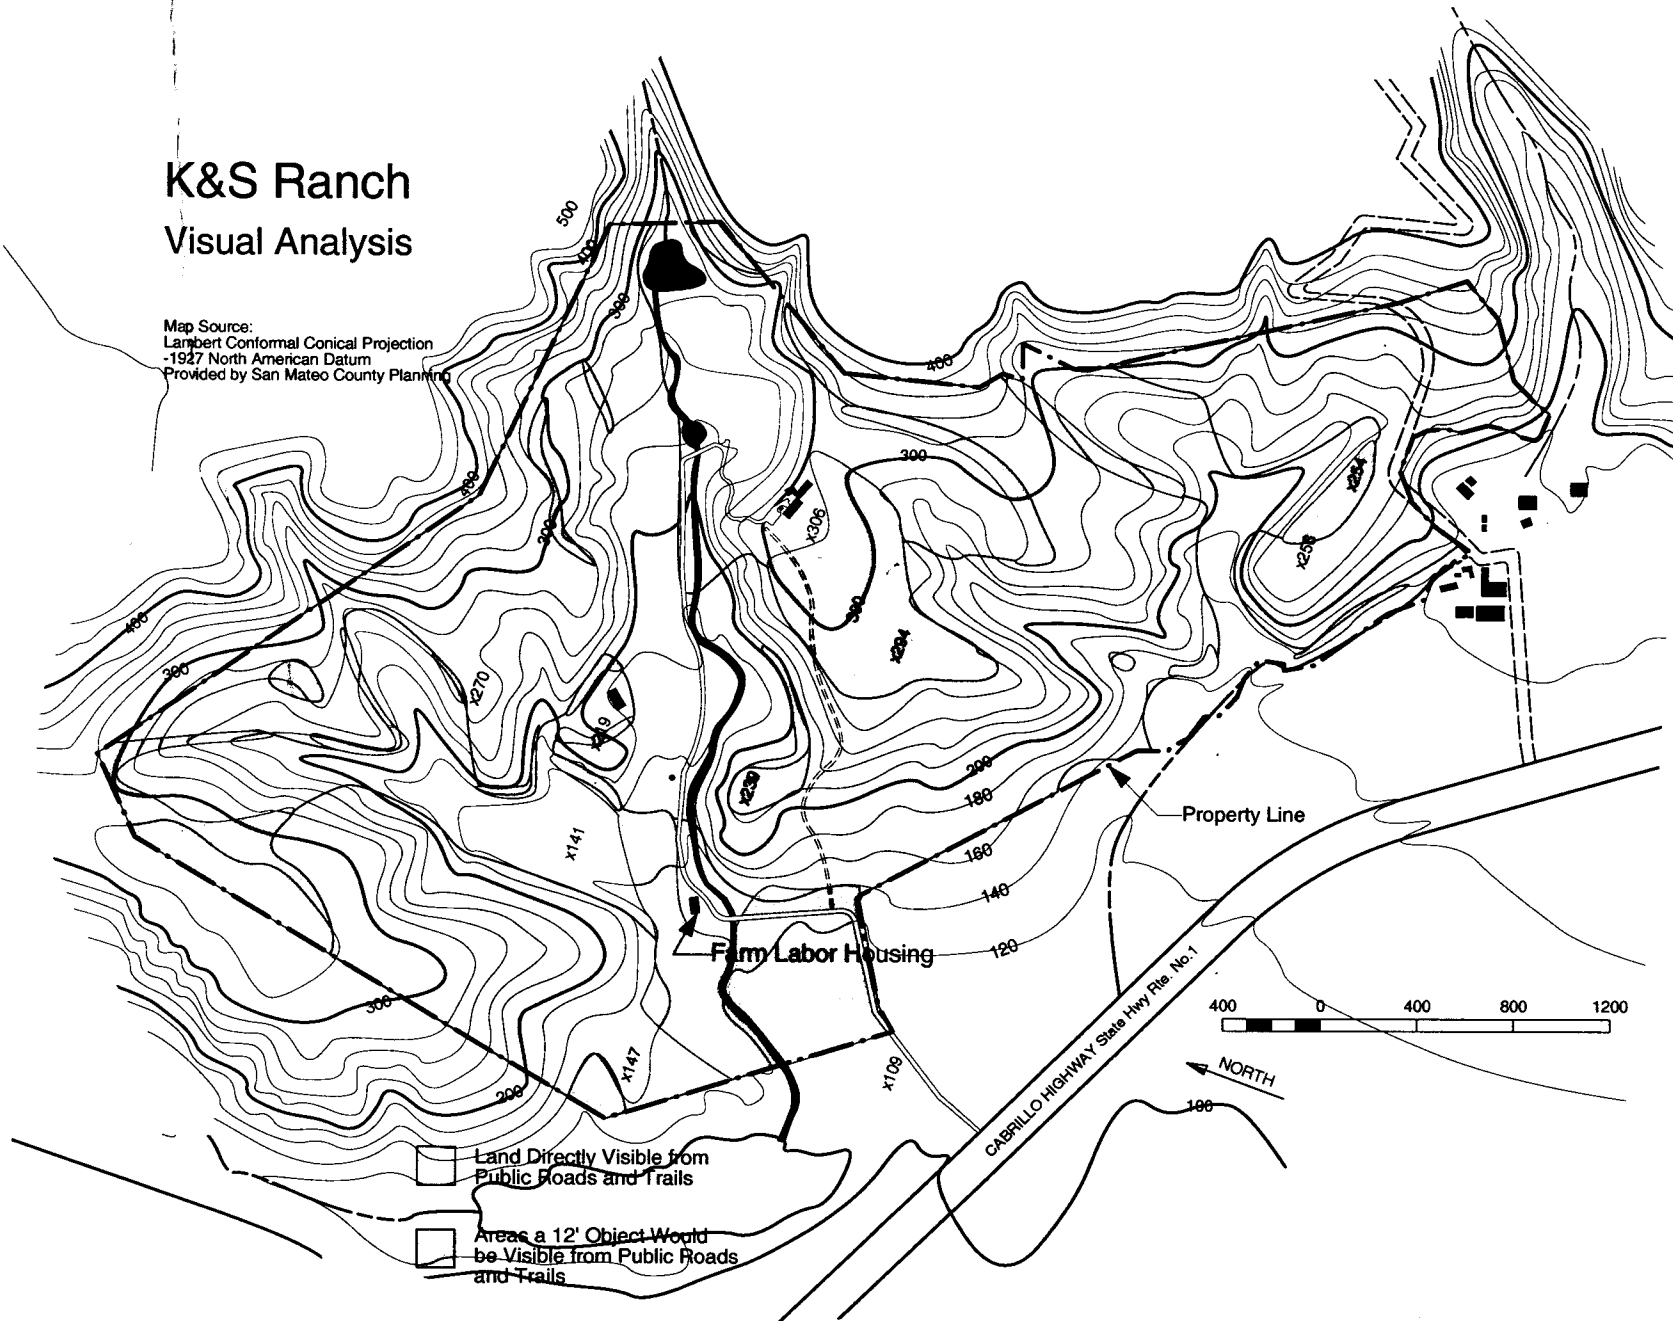 K&S Ranch
Visual Analysis
Map Source:
Lambert Conformal Conical Projection
-1927 North American Datum
Provided by San Mateo County Planning
500
400
300
400
400
300
300
400
300
300
x306
x264
x256
x294
x270
x219
x239
x141
200
180
160
140
120
Property Line
Farm Labor Housing
300
200
x147
x109
CABRILLO HIGHWAY State Hwy Rte. No.1
400 0 400 800 1200
NORTH
100
Land Directly Visible from
Public Roads and Trails
Areas a 12' Object Would
be Visible from Public Roads
and Trails